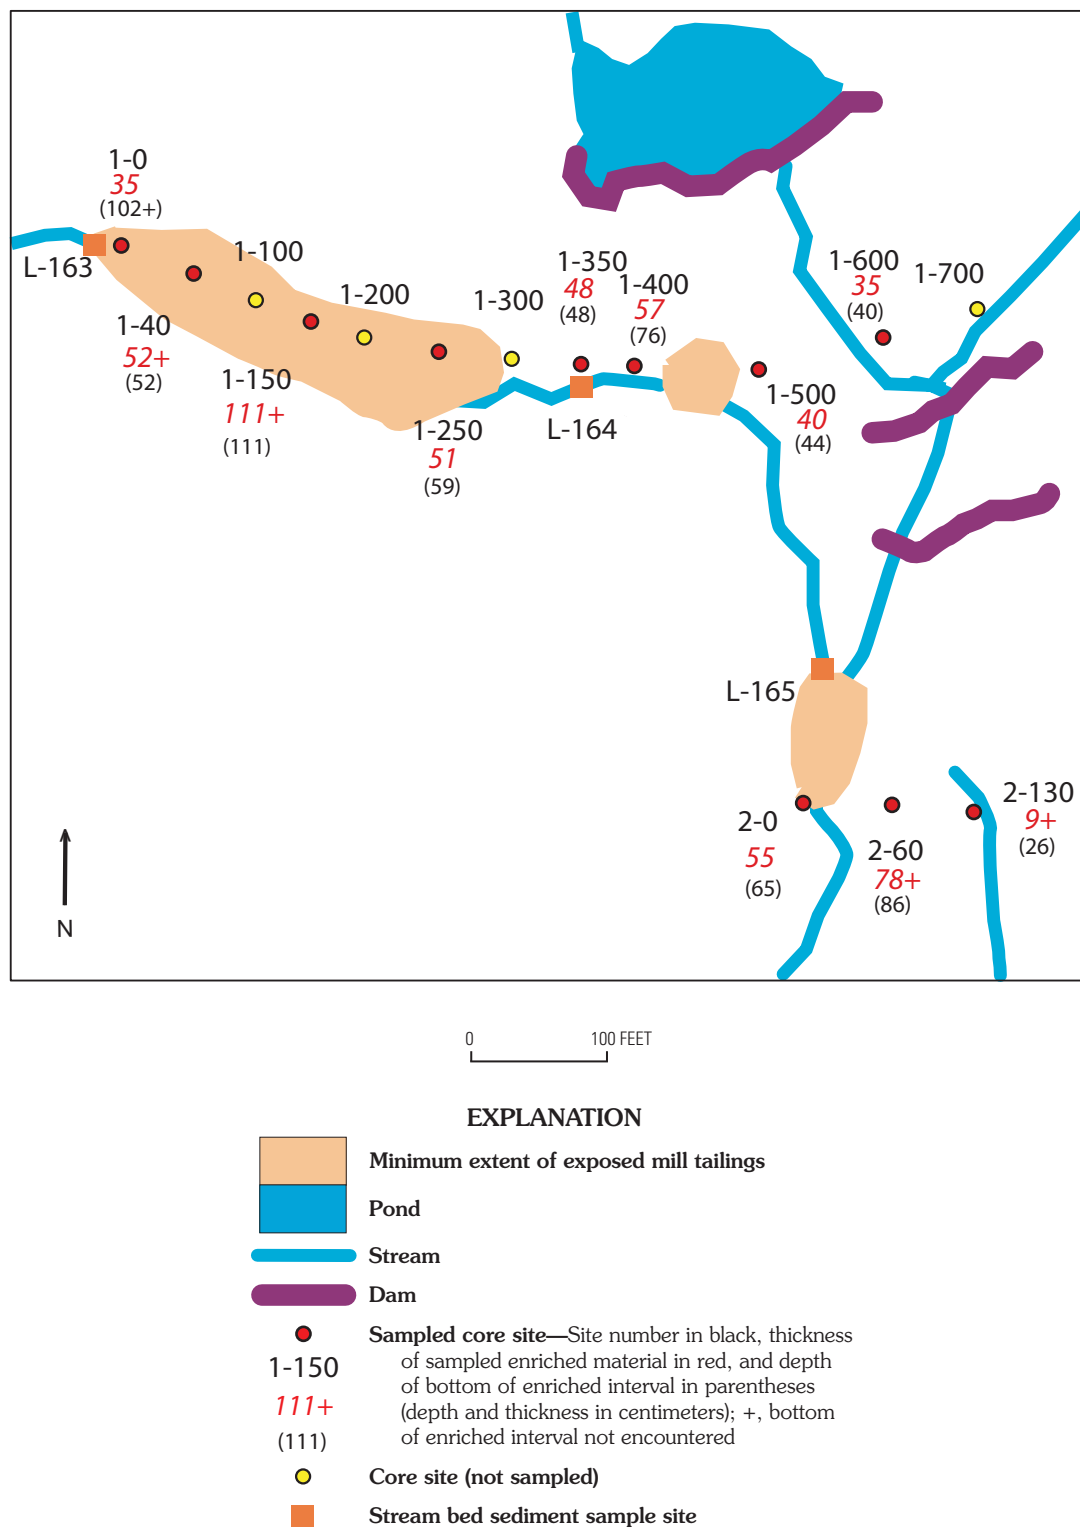 1-0
35
(102+)
L-163
1-100
1-40
52+
(52)
1-200
1-150
111+
(111)
1-300
1-250
51
(59)
1-350
48
(48)
L-164
1-400
57
(76)
1-500
40
(44)
1-600
35
(40)
1-700
L-165
2-0
55
(65)
2-60
78+
(86)
2-130
9+
(26)
N
0 100 FEET
EXPLANATION
Minimum extent of exposed mill tailings
Pond
Stream
Dam
Sampled core site—Site number in black, thickness
of sampled enriched material in red, and depth
of bottom of enriched interval in parentheses
(depth and thickness in centimeters); +, bottom
of enriched interval not encountered
1-150
111+
(111)
Core site (not sampled)
Stream bed sediment sample site